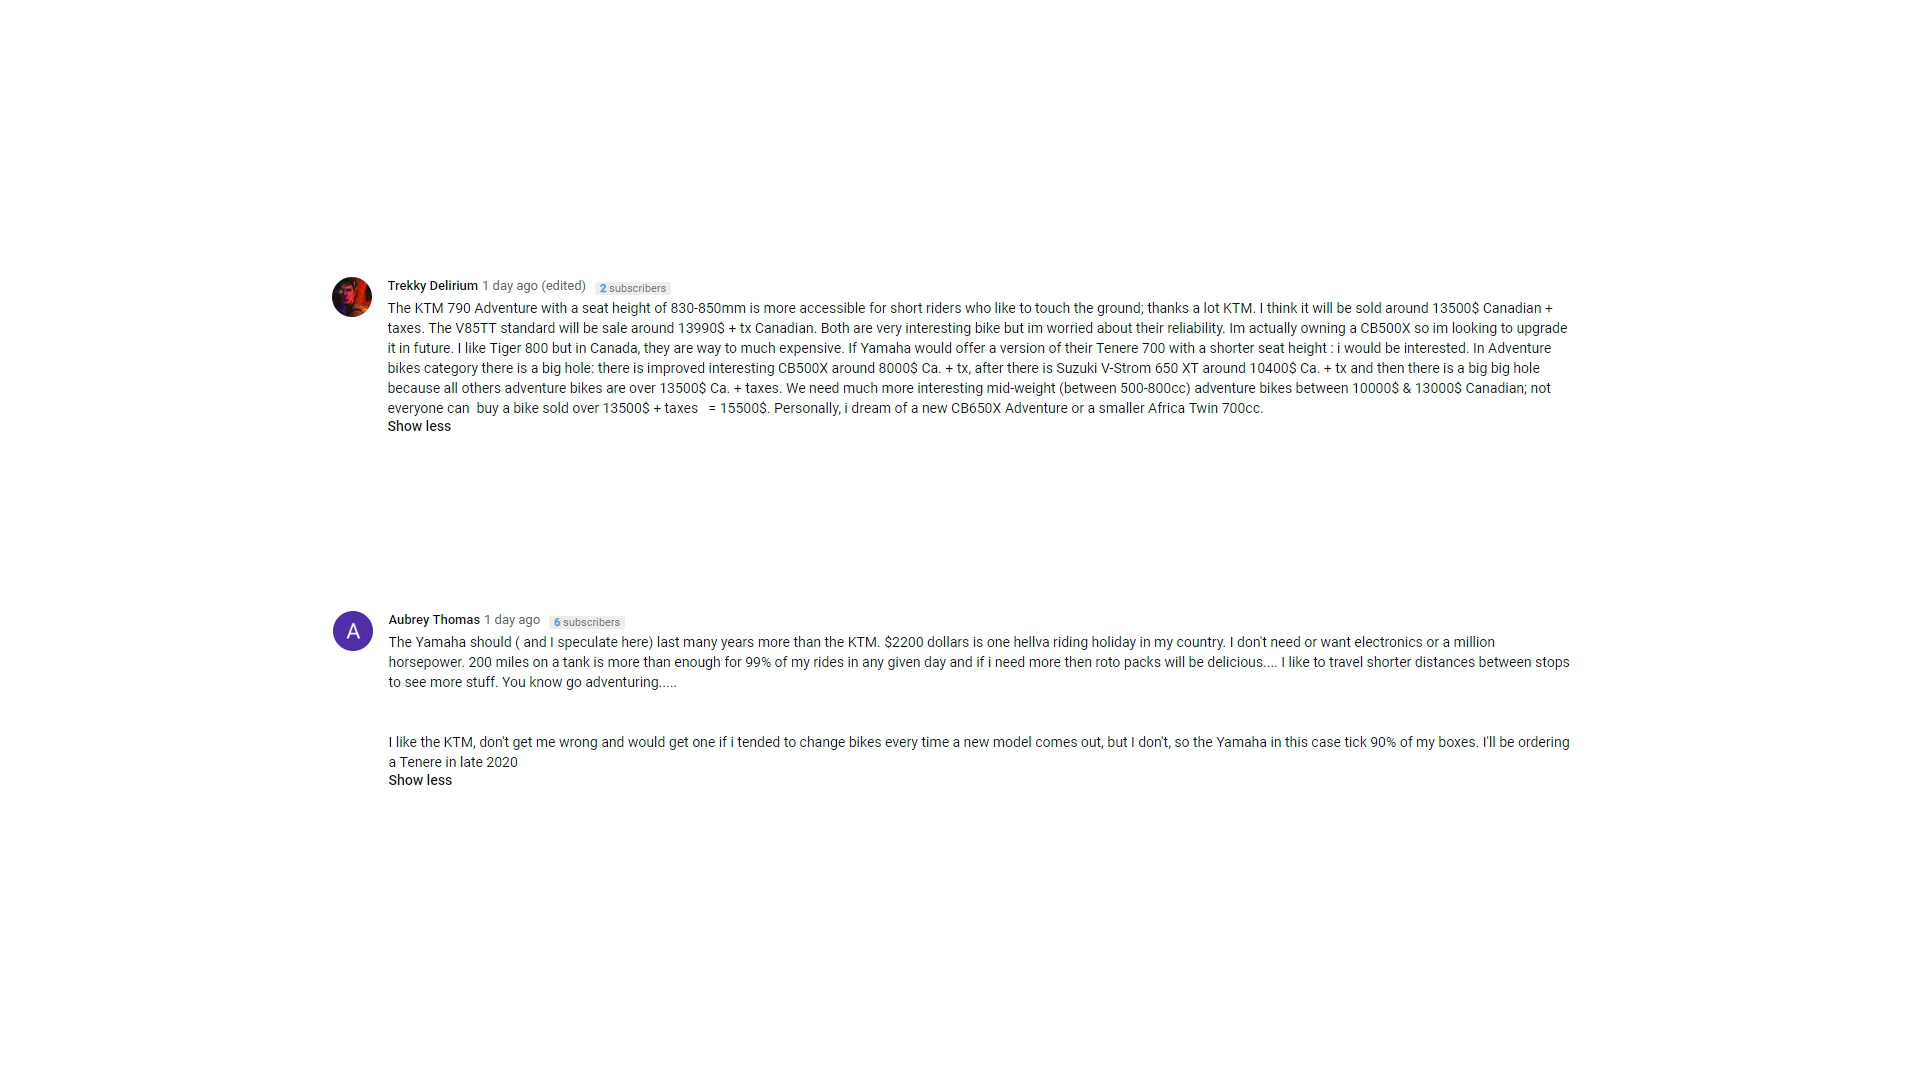 Trekky Delirium 1 day ago (edited) 2 subscribers
The KTM 790 Adventure with a seat height of 830-850mm is more accessible for short riders who like to touch the ground; thanks a lot KTM. I think it will be sold around 13500$ Canadian +
taxes. The V85TT standard will be sale around 13990$ + tx Canadian. Both are very interesting bike but im worried about their reliability. Im actually owning a CB500X so im looking to upgrade
it in future. I like Tiger 800 but in Canada, they are way to much expensive. If Yamaha would offer a version of their Tenere 700 with a shorter seat height : i would be interested. In Adventure
bikes category there is a big hole: there is improved interesting CB500X around 8000$ Ca. + tx, after there is Suzuki V-Strom 650 XT around 10400$ Ca. + tx and then there is a big big hole
because all others adventure bikes are over 13500$ Ca. + taxes. We need much more interesting mid-weight (between 500-800cc) adventure bikes between 10000$ & 13000$ Canadian; not
everyone can  buy a bike sold over 13500$ + taxes   = 15500$. Personally, i dream of a new CB650X Adventure or a smaller Africa Twin 700cc.
Show less
A
Aubrey Thomas 1 day ago 6 subscribers
The Yamaha should ( and I speculate here) last many years more than the KTM. $2200 dollars is one hellva riding holiday in my country. I don't need or want electronics or a million
horsepower. 200 miles on a tank is more than enough for 99% of my rides in any given day and if i need more then roto packs will be delicious.... I like to travel shorter distances between stops
to see more stuff. You know go adventuring.....
I like the KTM, don't get me wrong and would get one if i tended to change bikes every time a new model comes out, but I don't, so the Yamaha in this case tick 90% of my boxes. I'll be ordering
a Tenere in late 2020
Show less